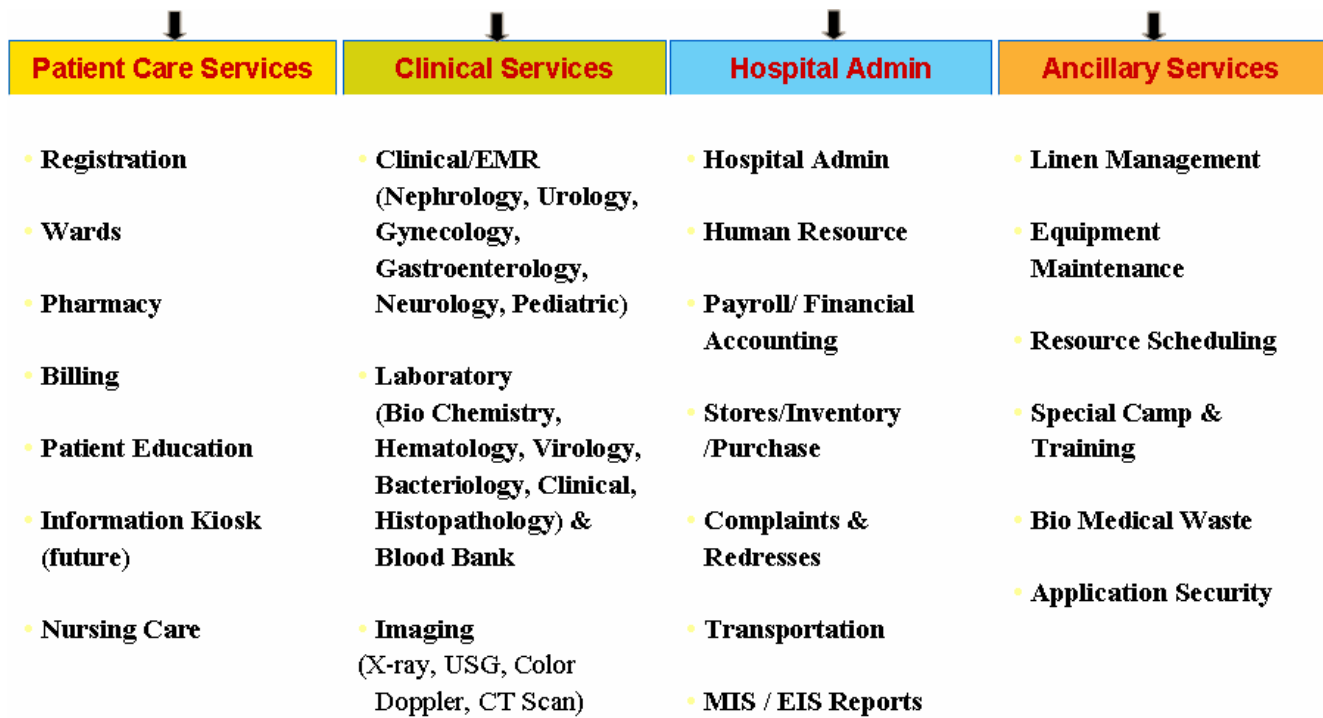 Patient Care Services
Clinical Services
Hospital Admin
Ancillary Services
• Registration
• Wards
• Pharmacy
• Billing
• Patient Education
• Information Kiosk
(future)
• Nursing Care
• Clinical/EMR
(Nephrology, Urology,
Gynecology,
Gastroenterology,
Neurology, Pediatric)
• Laboratory
(Bio Chemistry,
Hematology, Virology,
Bacteriology, Clinical,
Histopathology) &
Blood Bank
• Imaging
(X-ray, USG, Color
Doppler, CT Scan)
• Hospital Admin
• Human Resource
• Payroll/ Financial
Accounting
• Stores/Inventory
/Purchase
• Complaints &
Redresses
• Transportation
• MIS / EIS Reports
• Linen Management
• Equipment
Maintenance
• Resource Scheduling
• Special Camp &
Training
• Bio Medical Waste
• Application Security